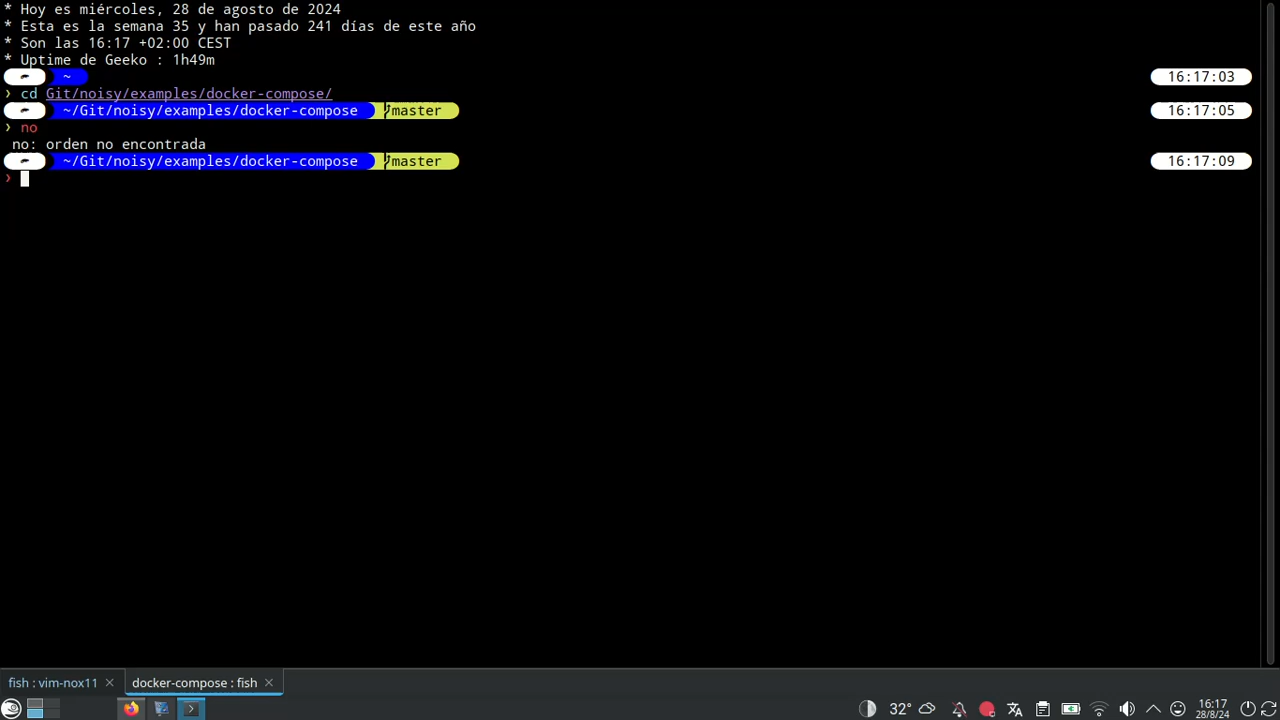 * Hoy es miércoles, 28 de agosto de 2024
* Esta es la semana 35 y han pasado 241 días de este año
* Son las 16:17 +02:00 CEST
* Uptime de Geeko : 1h49m
~ 16:17:03
❯ cd Git/noisy/examples/docker-compose/
~/Git/noisy/examples/docker-compose master 16:17:05
❯ no
no: orden no encontrada
~/Git/noisy/examples/docker-compose master 16:17:09
❯
fish : vim-nox11 × docker-compose : fish ×
32° 16:17
28/8/24